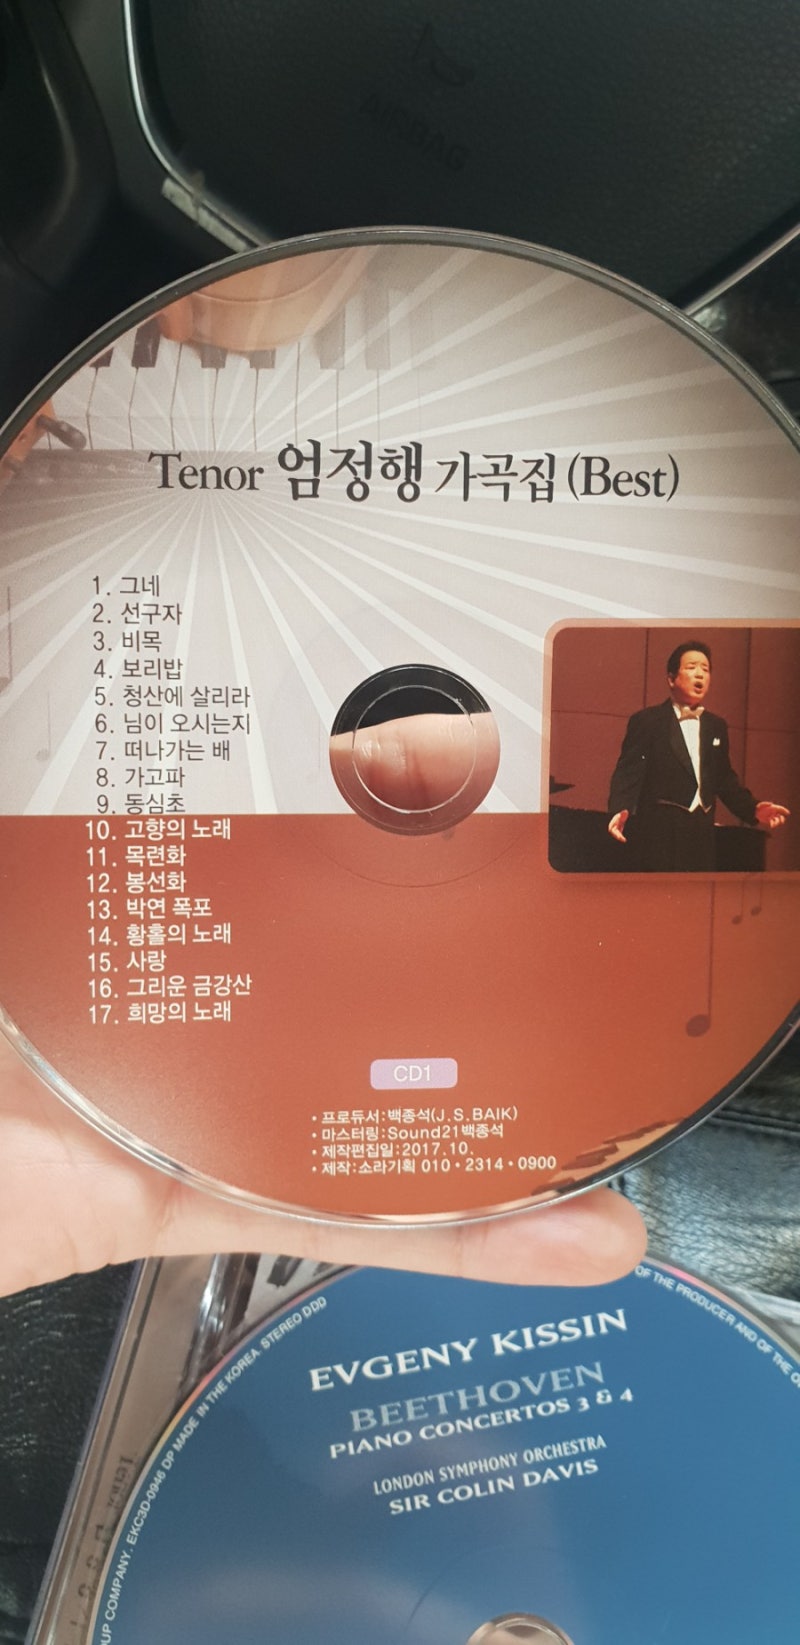 AIRBAG
Tenor 엄정행 가곡집 (Best)
1. 그네
2. 선구자
3. 비목
4. 보리밥
5. 청산에 살리라
6. 님이 오시는지
7. 떠나가는 배
8. 가고파
9. 동심초
10. 고향의 노래
11. 목련화
12. 봉선화
13. 박연 폭포
14. 황홀의 노래
15. 사랑
16. 그리운 금강산
17. 희망의 노래
CD1
• 프로듀서:백종석(J.S.BAIK)
• 마스터링:Sound21백종석
• 제작편집일:2017.10.
• 제작:소라기획 010•2314•0900
OF THE PRODUCER AND OF THE
UP COMPANY. EKC3D-0946 DP MADE IN THE KOREA. STEREO DDD
EVGENY KISSIN
BEETHOVEN
PIANO CONCERTOS 3 & 4
LONDON SYMPHONY ORCHESTRA
SIR COLIN DAVIS
Tenor